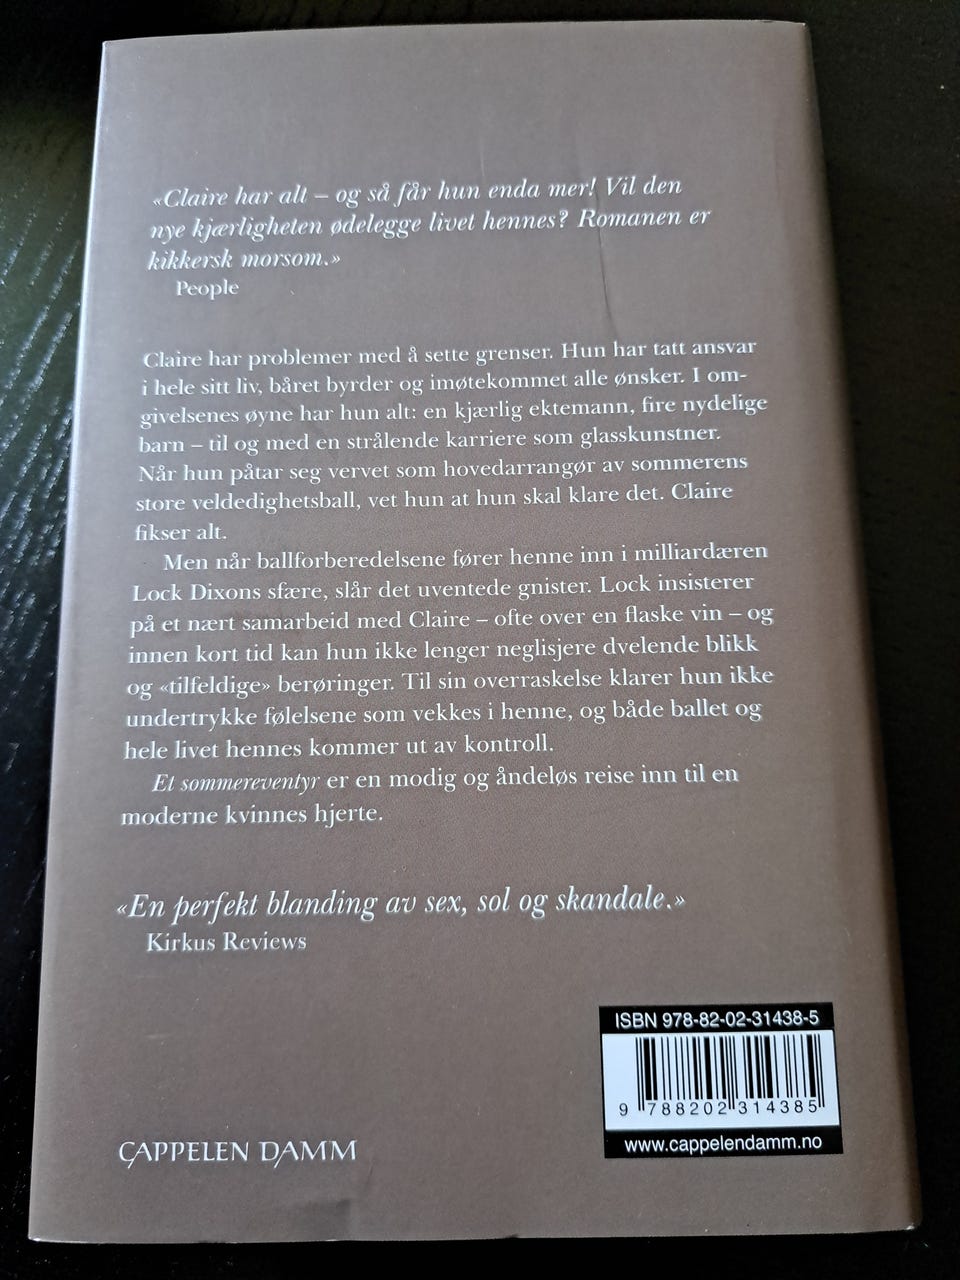 «Claire har alt – og så får hun enda mer! Vil den
nye kjærligheten ødelegge livet hennes? Romanen er
kikkersk morsom.»
People
Claire har problemer med å sette grenser. Hun har tatt ansvar
i hele sitt liv, båret byrder og imøtekommet alle ønsker. I om-
givelsenes øyne har hun alt: en kjærlig ektemann, fire nydelige
barn – til og med en strålende karriere som glasskunstner.
Når hun påtar seg vervet som hovedarrangør av sommerens
store veldedighetsball, vet hun at hun skal klare det. Claire
fikser alt.
Men når ballforberedelsene fører henne inn i milliardæren
Lock Dixons sfære, slår det uventede gnister. Lock insisterer
på et nært samarbeid med Claire – ofte over en flaske vin – og
innen kort tid kan hun ikke lenger neglisjere dvelende blikk
og «tilfeldige» berøringer. Til sin overraskelse klarer hun ikke
undertrykke følelsene som vekkes i henne, og både ballet og
hele livet hennes kommer ut av kontroll.
Et sommereventyr er en modig og åndeløs reise inn til en
moderne kvinnes hjerte.
«En perfekt blanding av sex, sol og skandale.»
Kirkus Reviews
ISBN 978-82-02-31438-5
9 788202 314385
www.cappelendamm.no
CAPPELEN DAMM